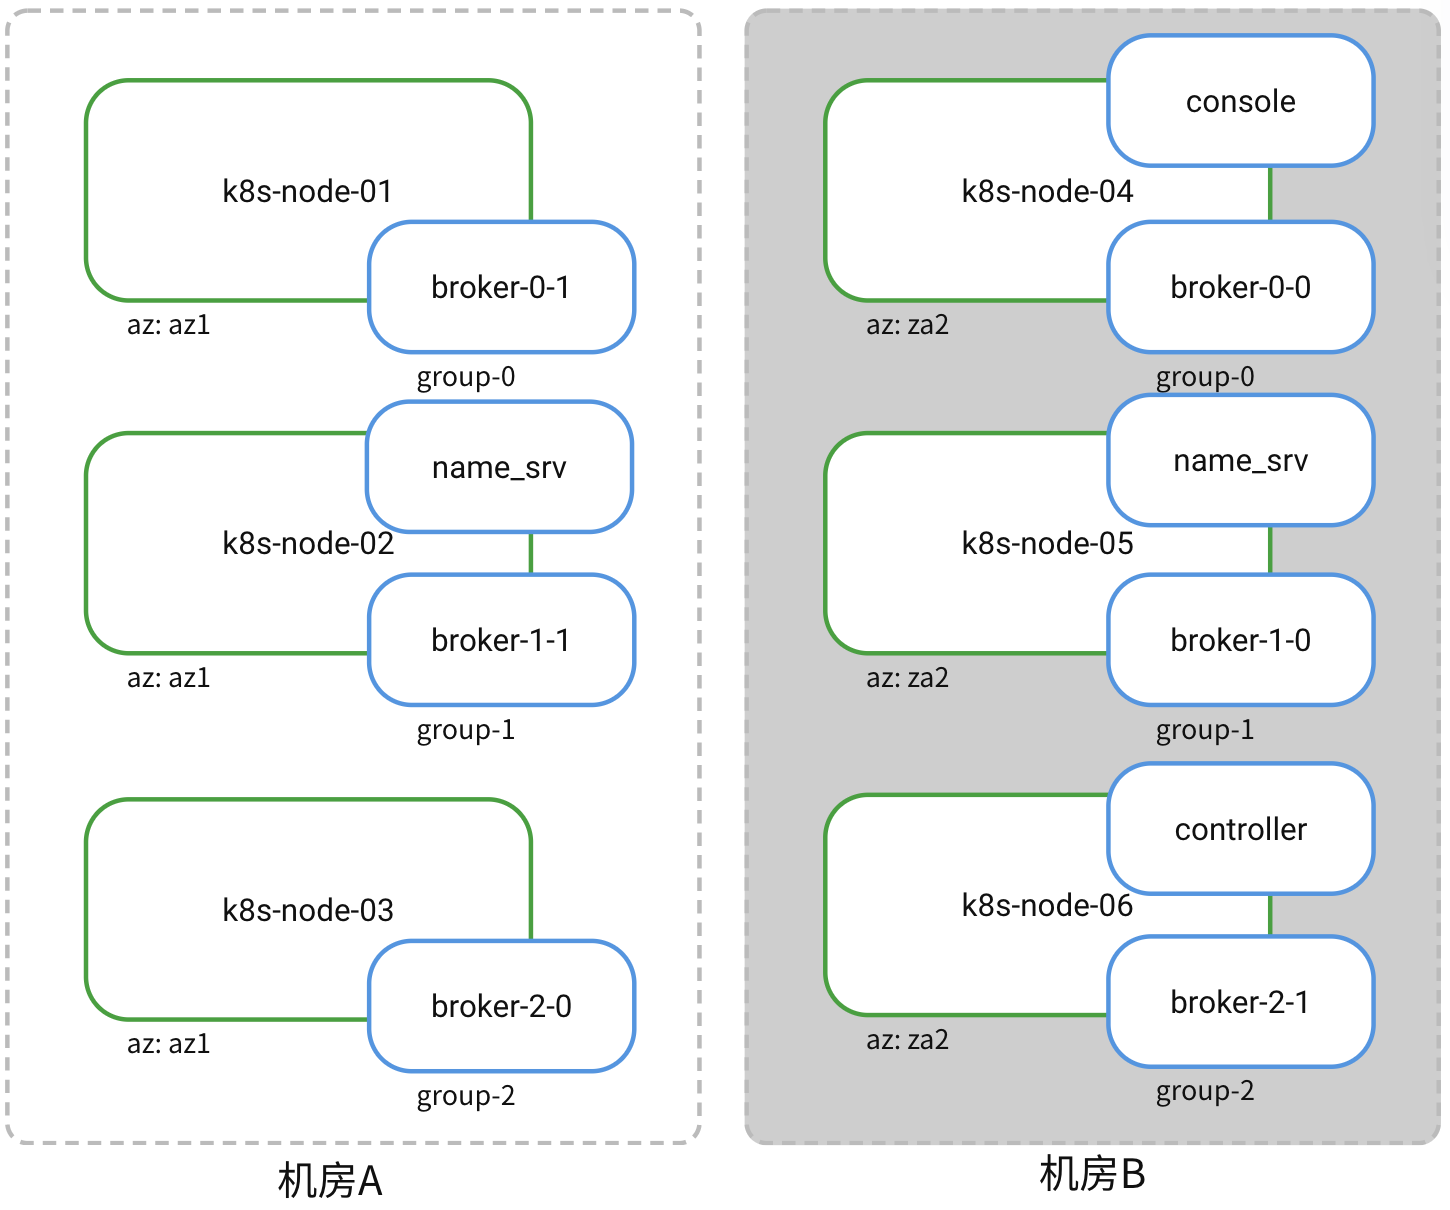 k8s-node-01
broker-0-1
az: az1
group-0
name_srv
k8s-node-02
broker-1-1
az: az1
group-1
k8s-node-03
broker-2-0
az: az1
group-2
机房A
console
k8s-node-04
broker-0-0
az: za2
group-0
name_srv
k8s-node-05
broker-1-0
az: za2
group-1
controller
k8s-node-06
broker-2-1
az: za2
group-2
机房B